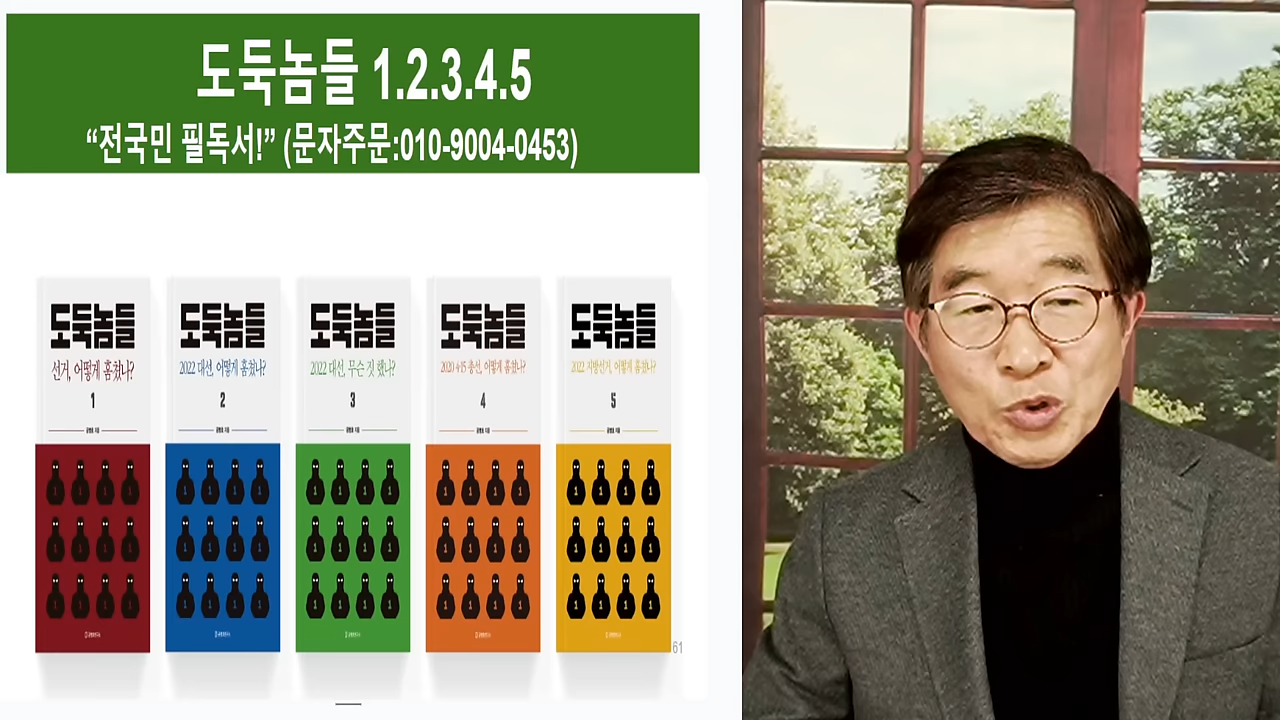 도둑놈들 1.2.3.4.5
“전국민 필독서!” (문자주문:010-9004-0453)
도둑놈들
선거, 어떻게 훔쳤나?
1
도둑놈들
2022 대선, 어떻게 훔쳤나?
2
도둑놈들
2022 대선, 무슨 짓 했나?
3
도둑놈들
2020 4·15 총선, 어떻게 훔쳤나?
4
도둑놈들
2022 지방선거, 어떻게 훔쳤나?
5
61